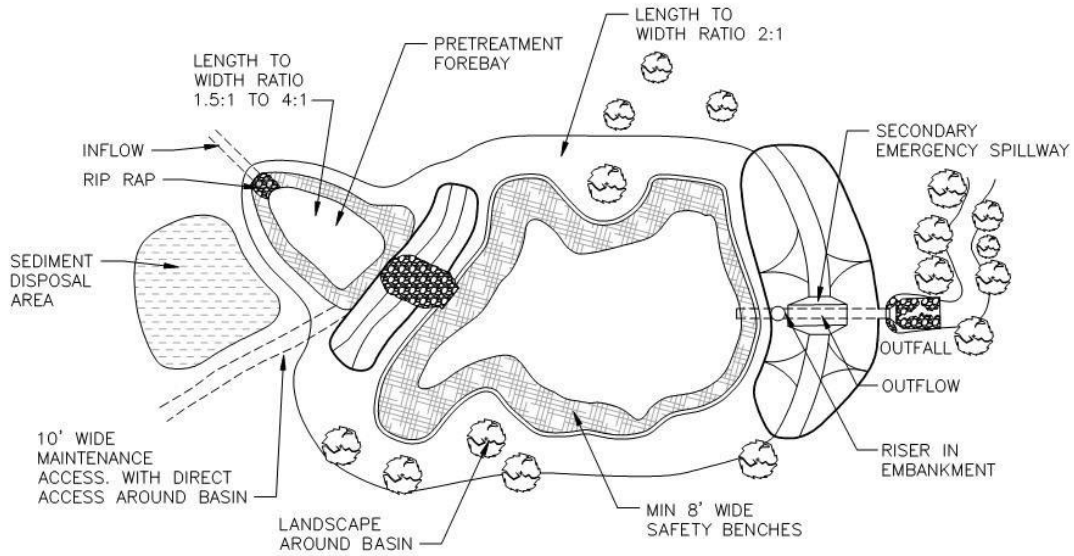 LENGTH TO
WIDTH RATIO 2:1
PRETREATMENT
FOREBAY
LENGTH TO
WIDTH RATIO
1.5:1 TO 4:1
INFLOW
RIP RAP
SECONDARY
EMERGENCY SPILLWAY
SEDIMENT
DISPOSAL
AREA
OUTFALL
OUTFLOW
10' WIDE
MAINTENANCE
ACCESS. WITH DIRECT
ACCESS AROUND BASIN
RISER IN
EMBANKMENT
LANDSCAPE
AROUND BASIN
MIN 8' WIDE
SAFETY BENCHES